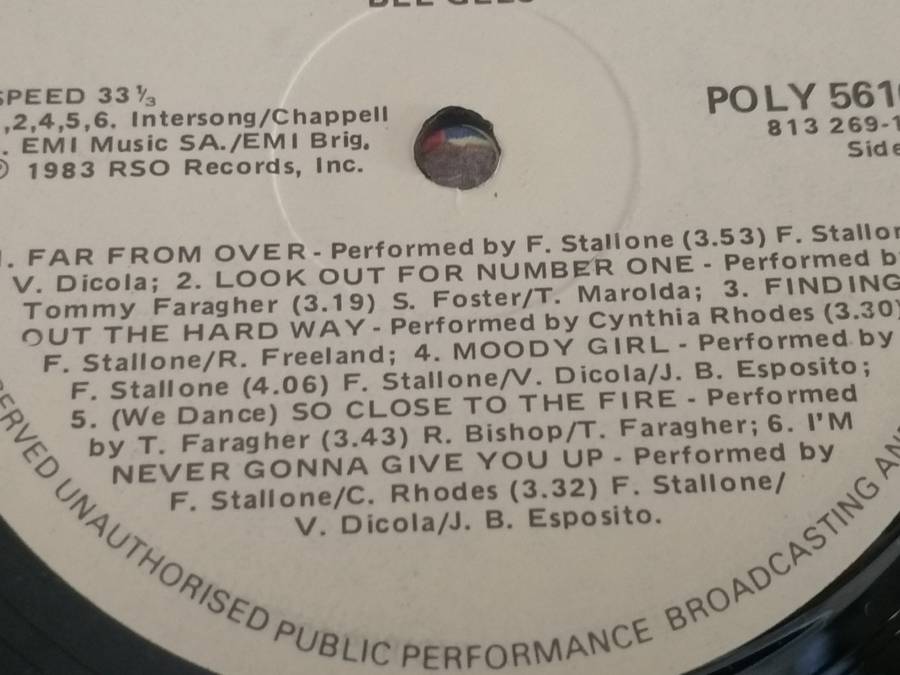 BEE GEES
SPEED 33⅓
,2,4,5,6. Intersong/Chappell
. EMI Music SA./EMI Brig.
℗ 1983 RSO Records, Inc.
POLY 561
813 269-1
Side
1. FAR FROM OVER - Performed by F. Stallone (3.53) F. Stallon
V. Dicola; 2. LOOK OUT FOR NUMBER ONE - Performed b
Tommy Faragher (3.19) S. Foster/T. Marolda; 3. FINDING
OUT THE HARD WAY - Performed by Cynthia Rhodes (3.30)
F. Stallone/R. Freeland; 4. MOODY GIRL - Performed by
F. Stallone (4.06) F. Stallone/V. Dicola/J. B. Esposito;
5. (We Dance) SO CLOSE TO THE FIRE - Performed
by T. Faragher (3.43) R. Bishop/T. Faragher; 6. I'M
NEVER GONNA GIVE YOU UP - Performed by
F. Stallone/C. Rhodes (3.32) F. Stallone/
V. Dicola/J. B. Esposito.
ERVED UNAUTHORISED PUBLIC PERFORMANCE BROADCASTING AN